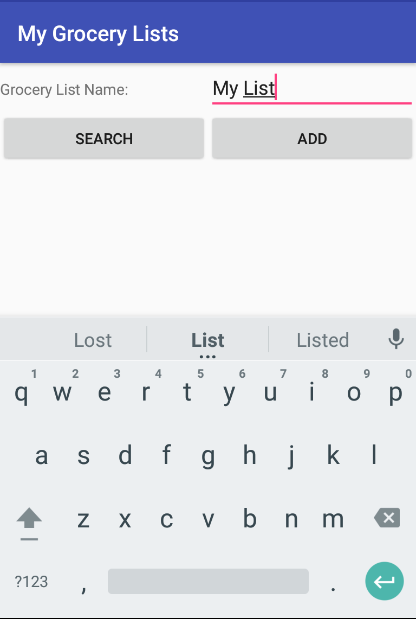 My Grocery Lists
Grocery List Name: My List
SEARCH ADD
Lost List Listed
1 2 3 4 5 6 7 8 9 0
q w e r t y u i o p
a s d f g h j k l
z x c v b n m
?123 , .